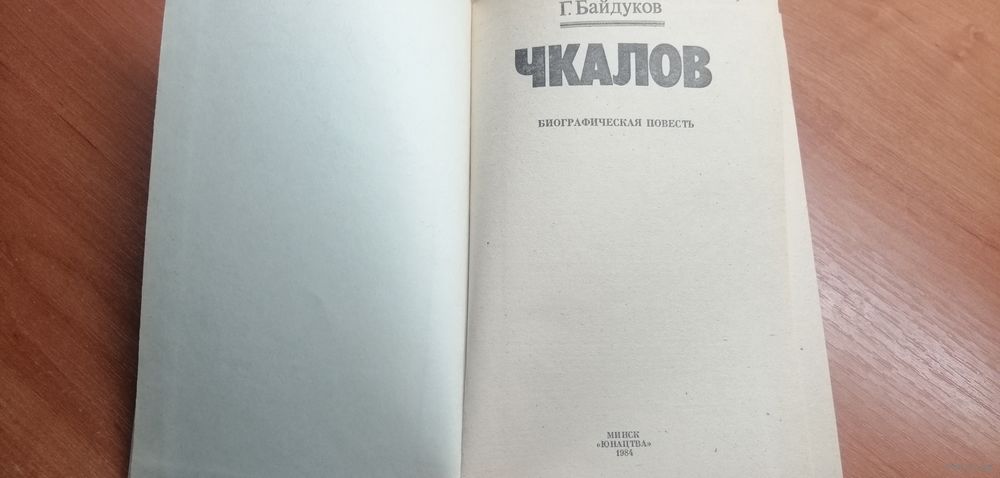 Г. Байдуков
ЧКАЛОВ
БИОГРАФИЧЕСКАЯ ПОВЕСТЬ
МИНСК
«ЮНАЦТВА»
1984